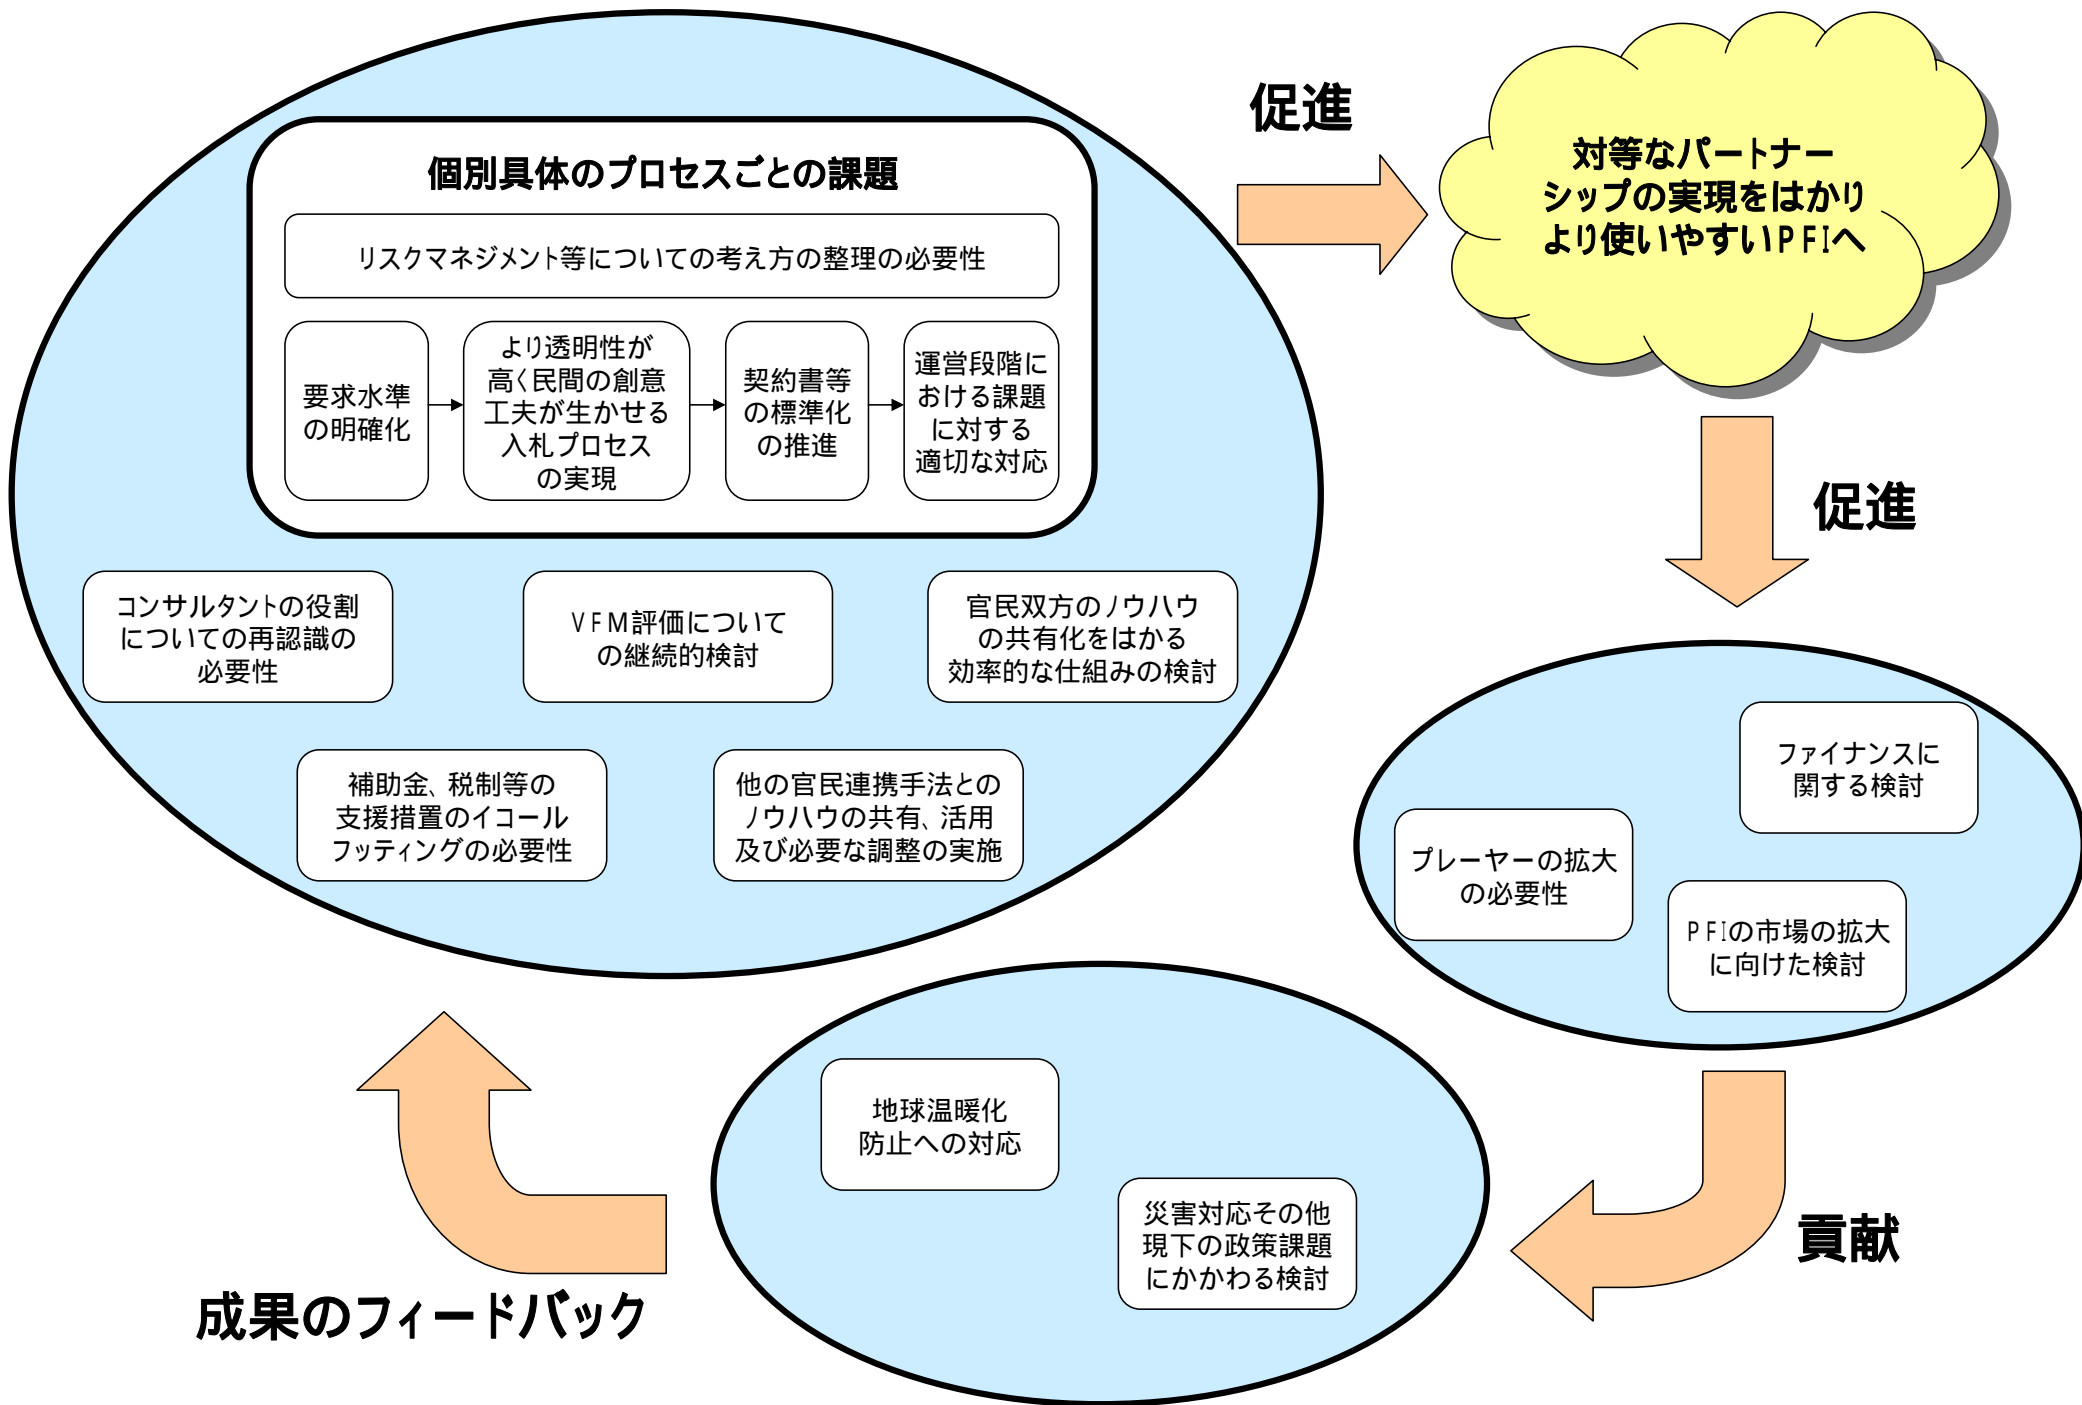 個別具体のプロセスごとの課題
リスクマネジメント等についての考え方の整理の必要性
要求水準
の明確化
より透明性が
高く民間の創意
工夫が生かせる
入札プロセス
の実現
契約書等
の標準化
の推進
運営段階に
おける課題
に対する
適切な対応
コンサルタントの役割
についての再認識の
必要性
VFM評価について
の継続的検討
官民双方のノウハウ
の共有化をはかる
効率的な仕組みの検討
補助金、税制等の
支援措置のイコール
フッティングの必要性
他の官民連携手法との
ノウハウの共有、活用
及び必要な調整の実施
促進
対等なパートナー
シップの実現をはかり
より使いやすいPFIへ
促進
ファイナンスに
関する検討
プレーヤーの拡大
の必要性
PFIの市場の拡大
に向けた検討
貢献
地球温暖化
防止への対応
災害対応その他
現下の政策課題
にかかわる検討
成果のフィードバック